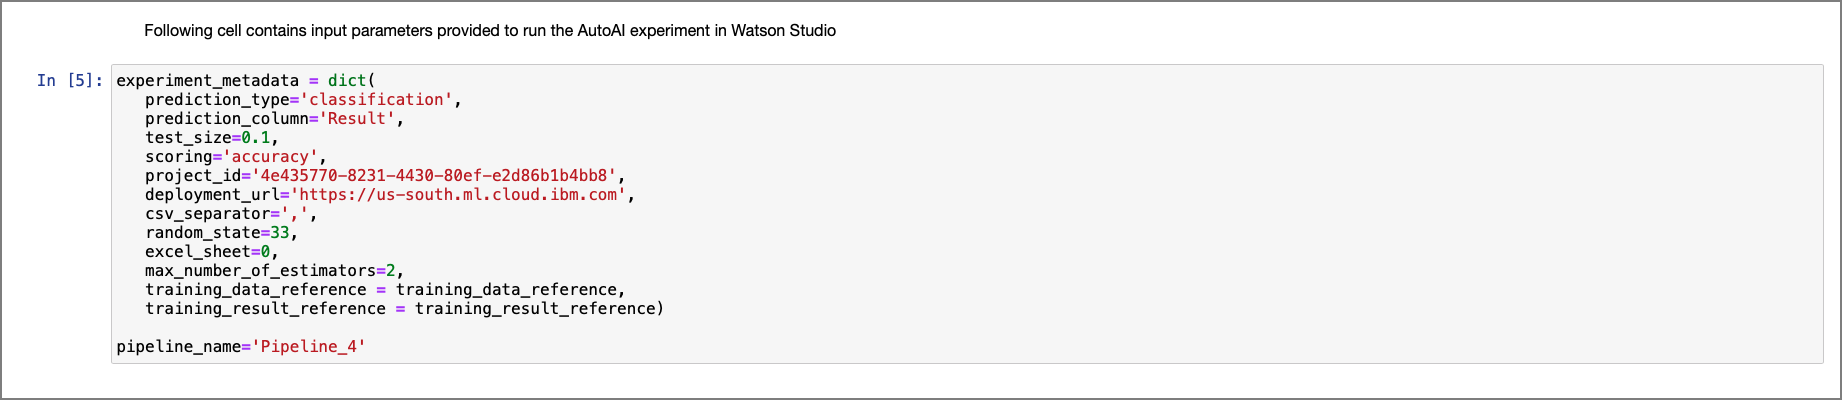 Following cell contains input parameters provided to run the AutoAI experiment in Watson Studio
In [5]: experiment_metadata = dict(
prediction_type='classification',
prediction_column='Result',
test_size=0.1,
scoring='accuracy',
project_id='4e435770-8231-4430-80ef-e2d86b1b4bb8',
deployment_url='https://us-south.ml.cloud.ibm.com',
csv_separator=',',
random_state=33,
excel_sheet=0,
max_number_of_estimators=2,
training_data_reference = training_data_reference,
training_result_reference = training_result_reference)
pipeline_name='Pipeline_4'